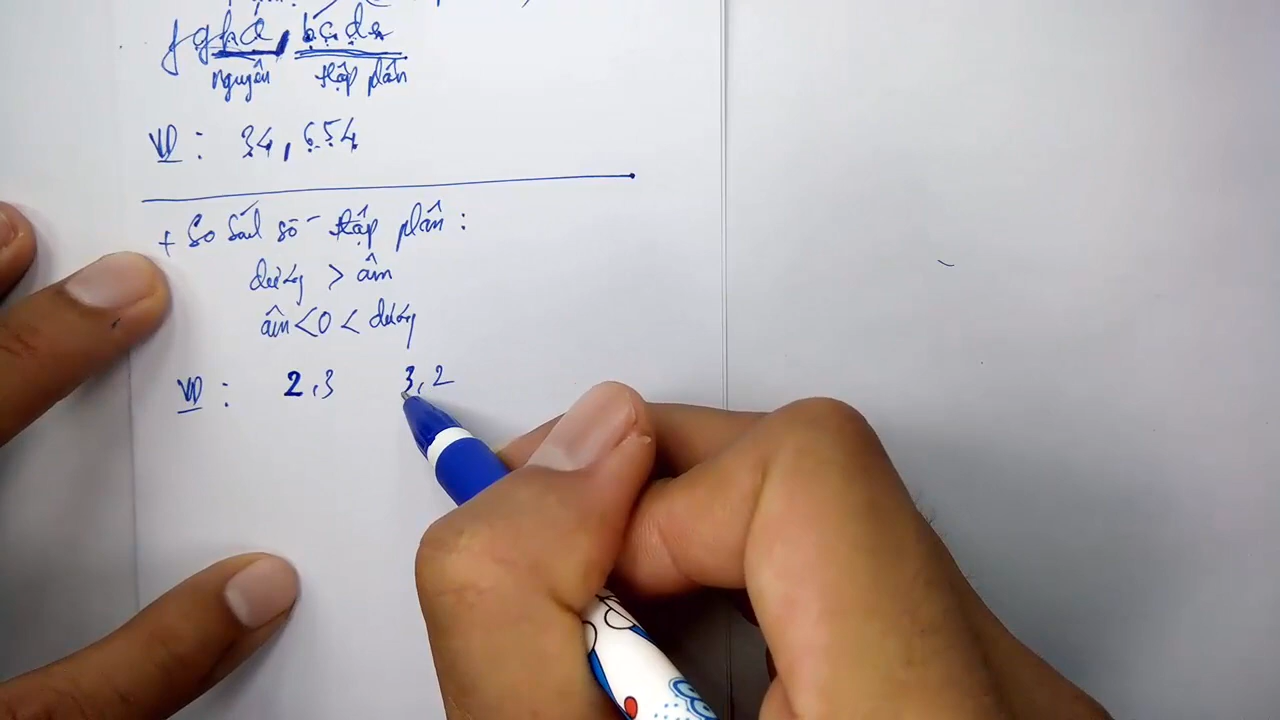 nguyên thập phân
VD : 34,654
+ So sánh số thập phân :
dương > âm
âm < 0 < dương
VD : 2,3 3,2